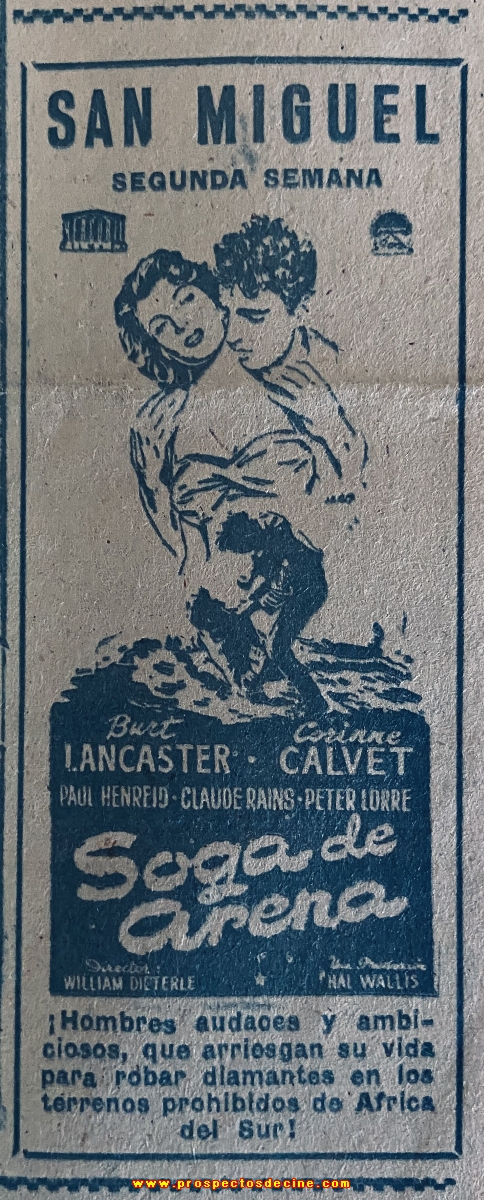 SAN MIGUEL
SEGUNDA SEMANA
Burt Corinne
LANCASTER · CALVET
PAUL HENREID · CLAUDE RAINS · PETER LORRE
Soga de
arena
Director: Una Producción
WILLIAM DIETERLE HAL WALLIS
¡Hombres audaces y ambi-
ciosos, que arriesgan su vida
para robar diamantes en los
terrenos prohibidos de Africa
del Sur!
www.prospectosdecine.com